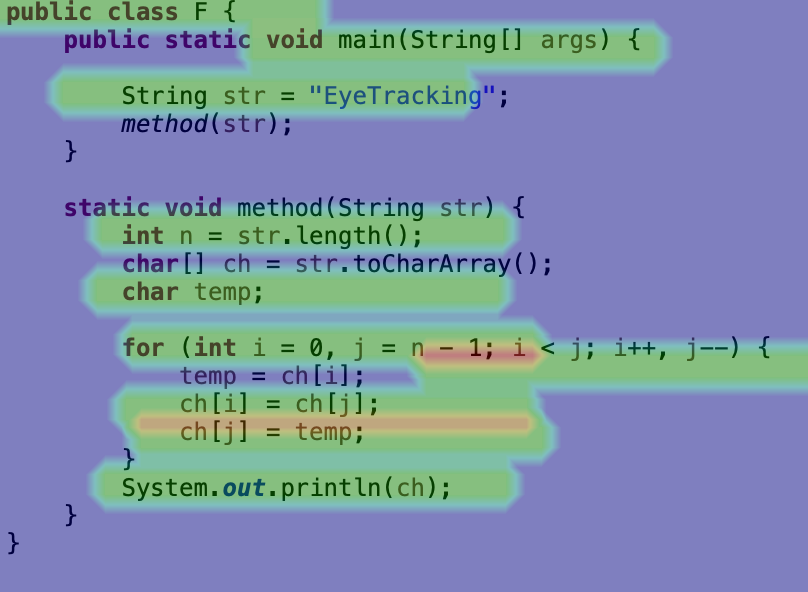 public class F {
public static void main(String[] args) {
String str = "EyeTracking";
method(str);
}
static void method(String str) {
int n = str.length();
char[] ch = str.toCharArray();
char temp;
for (int i = 0, j = n - 1; i < j; i++, j--) {
temp = ch[i];
ch[i] = ch[j];
ch[j] = temp;
}
System.out.println(ch);
}
}